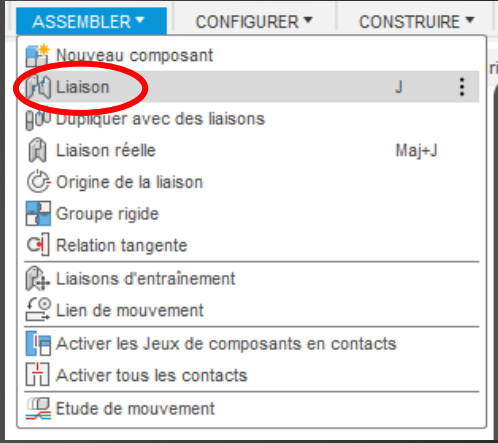 ASSEMBLER CONFIGURER CONSTRUIRE
Nouveau composant
Liaison J
Dupliquer avec des liaisons
Liaison réelle Maj+J
Origine de la liaison
Groupe rigide
Relation tangente
Liaisons d'entraînement
Lien de mouvement
Activer les Jeux de composants en contacts
Activer tous les contacts
Etude de mouvement